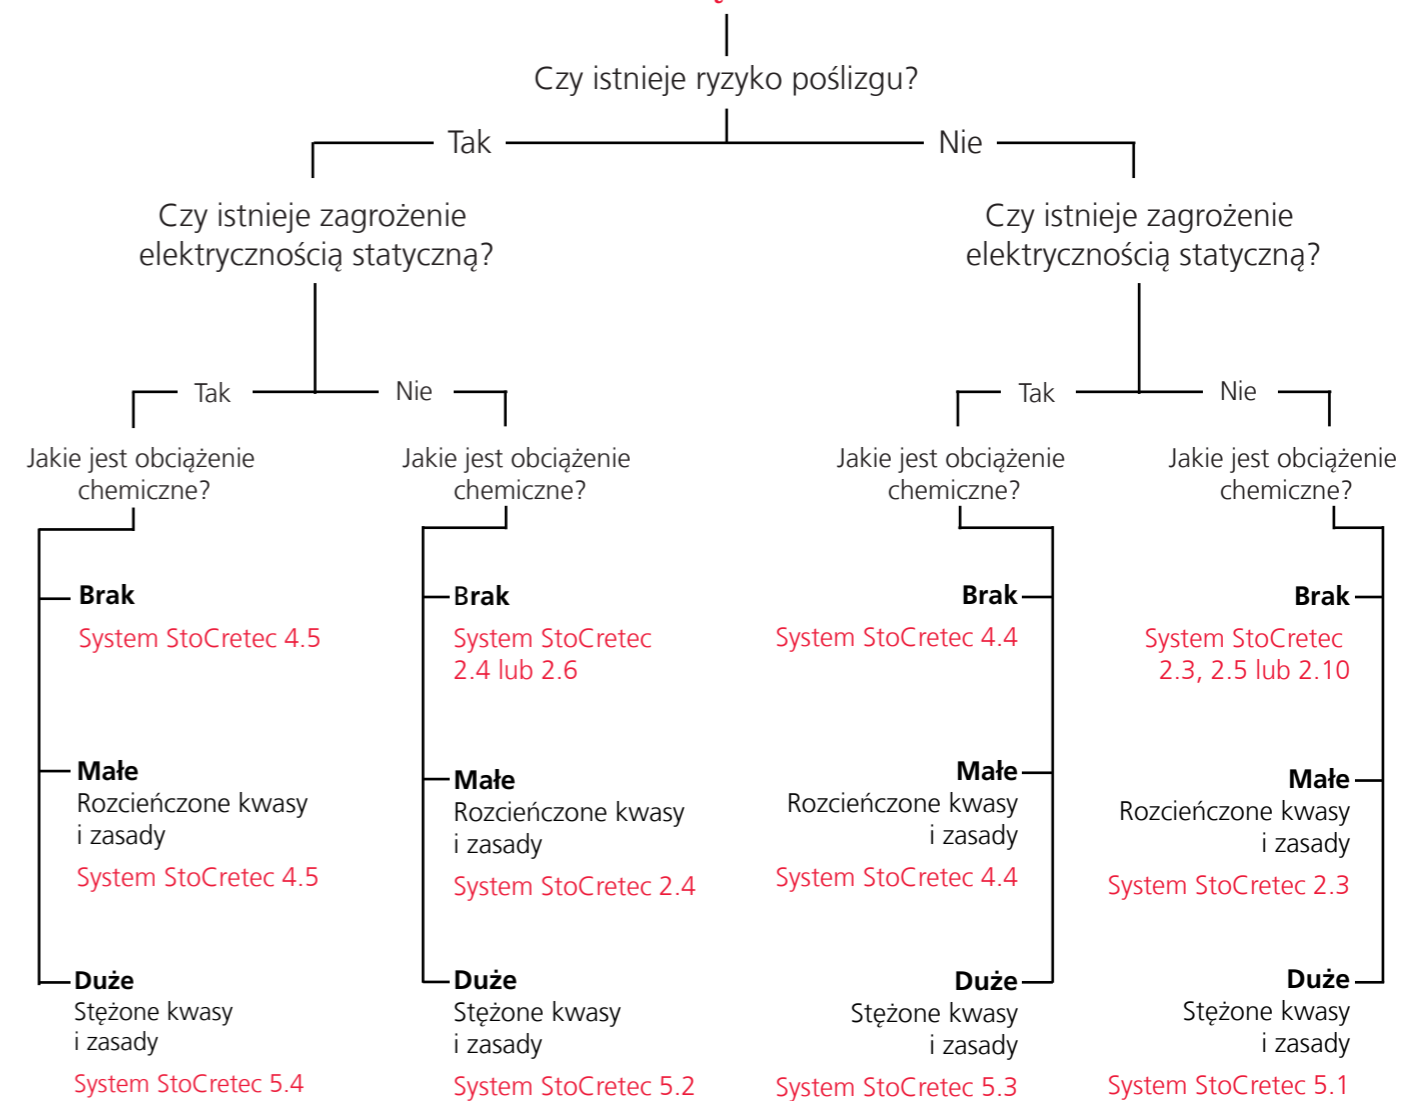 Czy istnieje ryzyko poślizgu?
Tak
Nie
Czy istnieje zagrożenie
elektrycznością statyczną?
Czy istnieje zagrożenie
elektrycznością statyczną?
Tak
Nie
Tak
Nie
Jakie jest obciążenie
chemiczne?
Jakie jest obciążenie
chemiczne?
Jakie jest obciążenie
chemiczne?
Jakie jest obciążenie
chemiczne?
Brak
System StoCretec 4.5
Małe
Rozcieńczone kwasy
i zasady
System StoCretec 4.5
Duże
Stężone kwasy
i zasady
System StoCretec 5.4
Brak
System StoCretec
2.4 lub 2.6
Małe
Rozcieńczone kwasy
i zasady
System StoCretec 2.4
Duże
Stężone kwasy
i zasady
System StoCretec 5.2
Brak
System StoCretec 4.4
Małe
Rozcieńczone kwasy
i zasady
System StoCretec 4.4
Duże
Stężone kwasy
i zasady
System StoCretec 5.3
Brak
System StoCretec
2.3, 2.5 lub 2.10
Małe
Rozcieńczone kwasy
i zasady
System StoCretec 2.3
Duże
Stężone kwasy
i zasady
System StoCretec 5.1